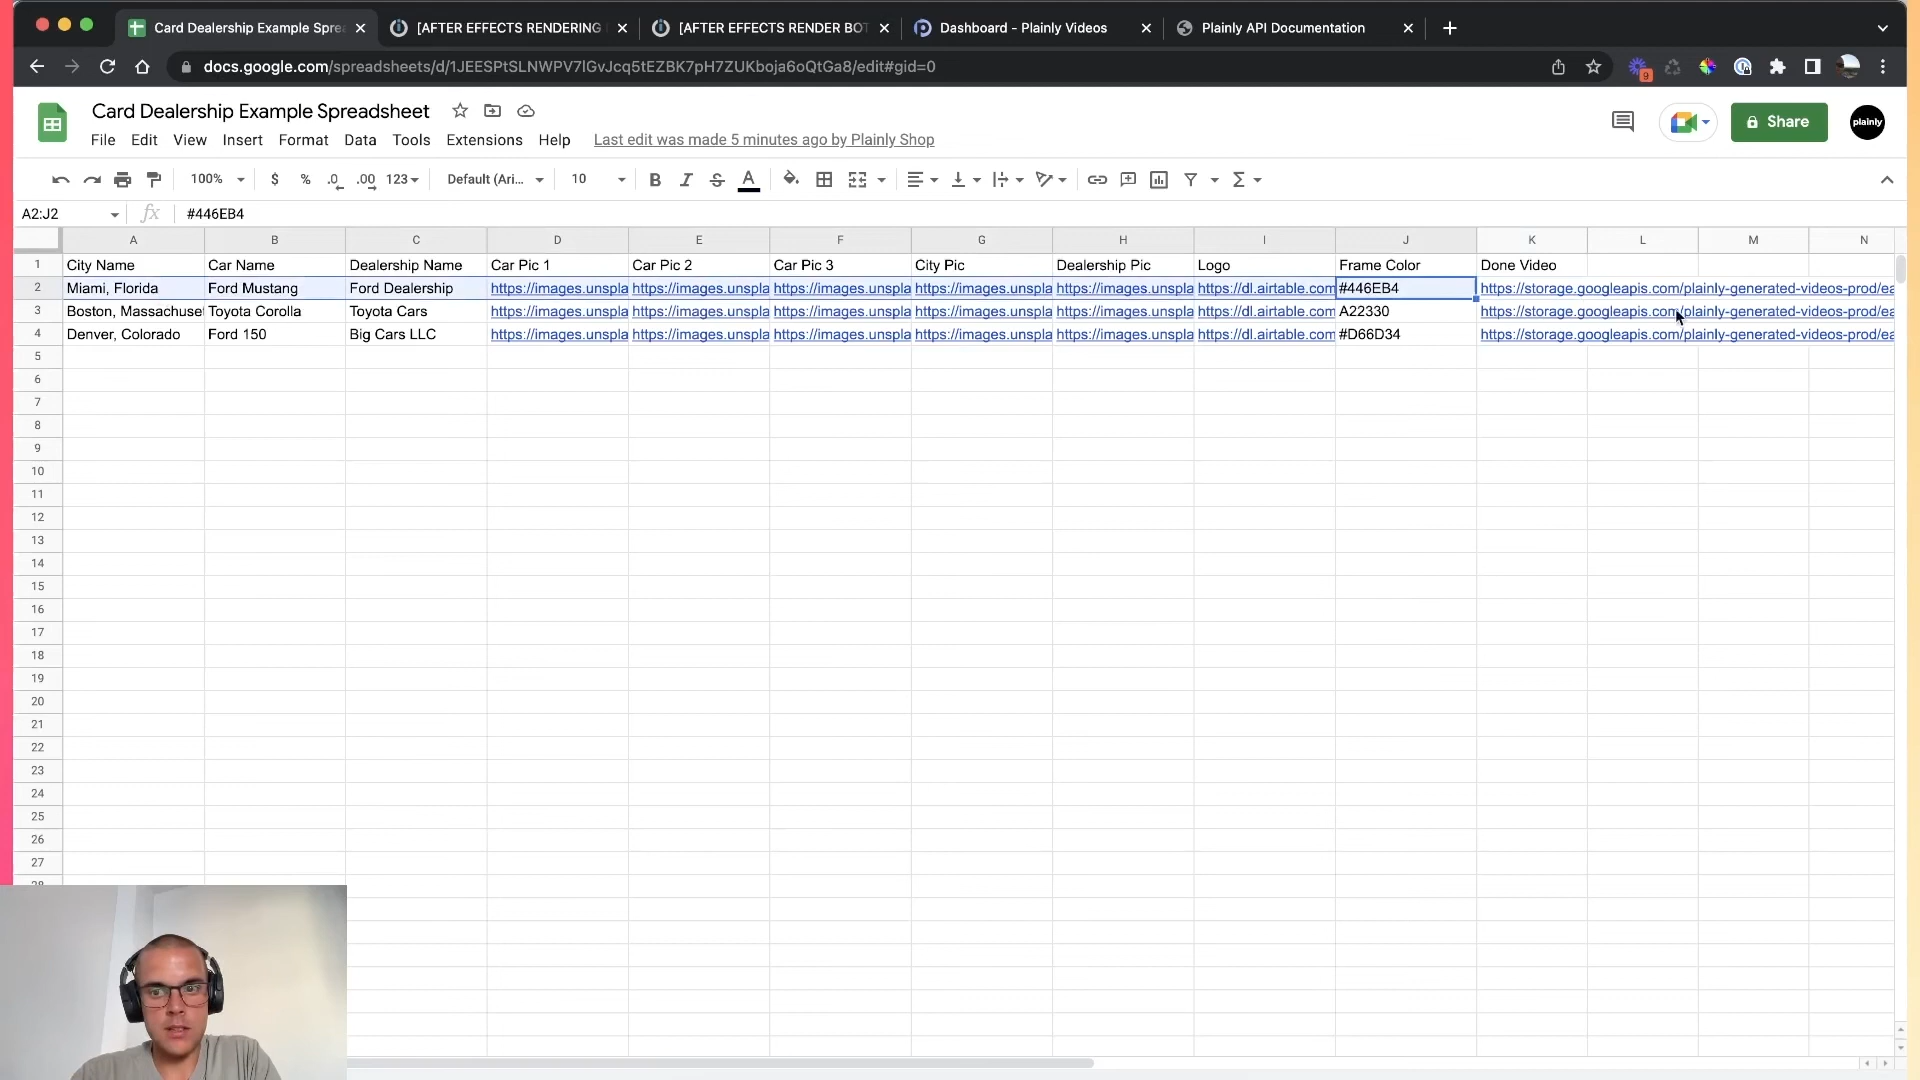 Card Dealership Example Spre
[AFTER EFFECTS RENDERING
[AFTER EFFECTS RENDER BOT
Dashboard - Plainly Videos
Plainly API Documentation
docs.google.com/spreadsheets/d/1JEESPtSLNWPV7lGvJcq5tEZBK7pH7ZUKboja6oQtGa8/edit#gid=0
9
Card Dealership Example Spreadsheet
File Edit View Insert Format Data Tools Extensions Help Last edit was made 5 minutes ago by Plainly Shop
Share
plainly
100% $ % .0 .00 123 Default (Ari... 10 B I S A Σ
A2:J2 fx #446EB4
A B C D E F G H I J K L M N
1 City Name Car Name Dealership Name Car Pic 1 Car Pic 2 Car Pic 3 City Pic Dealership Pic Logo Frame Color Done Video
2 Miami, Florida Ford Mustang Ford Dealership https://images.unspla https://images.unspla https://images.unspla https://images.unspla https://images.unspla https://dl.airtable.com #446EB4 https://storage.googleapis.com/plainly-generated-videos-prod/ea
3 Boston, Massachuset Toyota Corolla Toyota Cars https://images.unspla https://images.unspla https://images.unspla https://images.unspla https://images.unspla https://dl.airtable.com A22330 https://storage.googleapis.com/plainly-generated-videos-prod/ea
4 Denver, Colorado Ford 150 Big Cars LLC https://images.unspla https://images.unspla https://images.unspla https://images.unspla https://images.unspla https://dl.airtable.com #D66D34 https://storage.googleapis.com/plainly-generated-videos-prod/ea
5
6
7
8
9
10
11
12
13
14
15
16
17
18
19
20
21
22
23
24
25
26
27
28